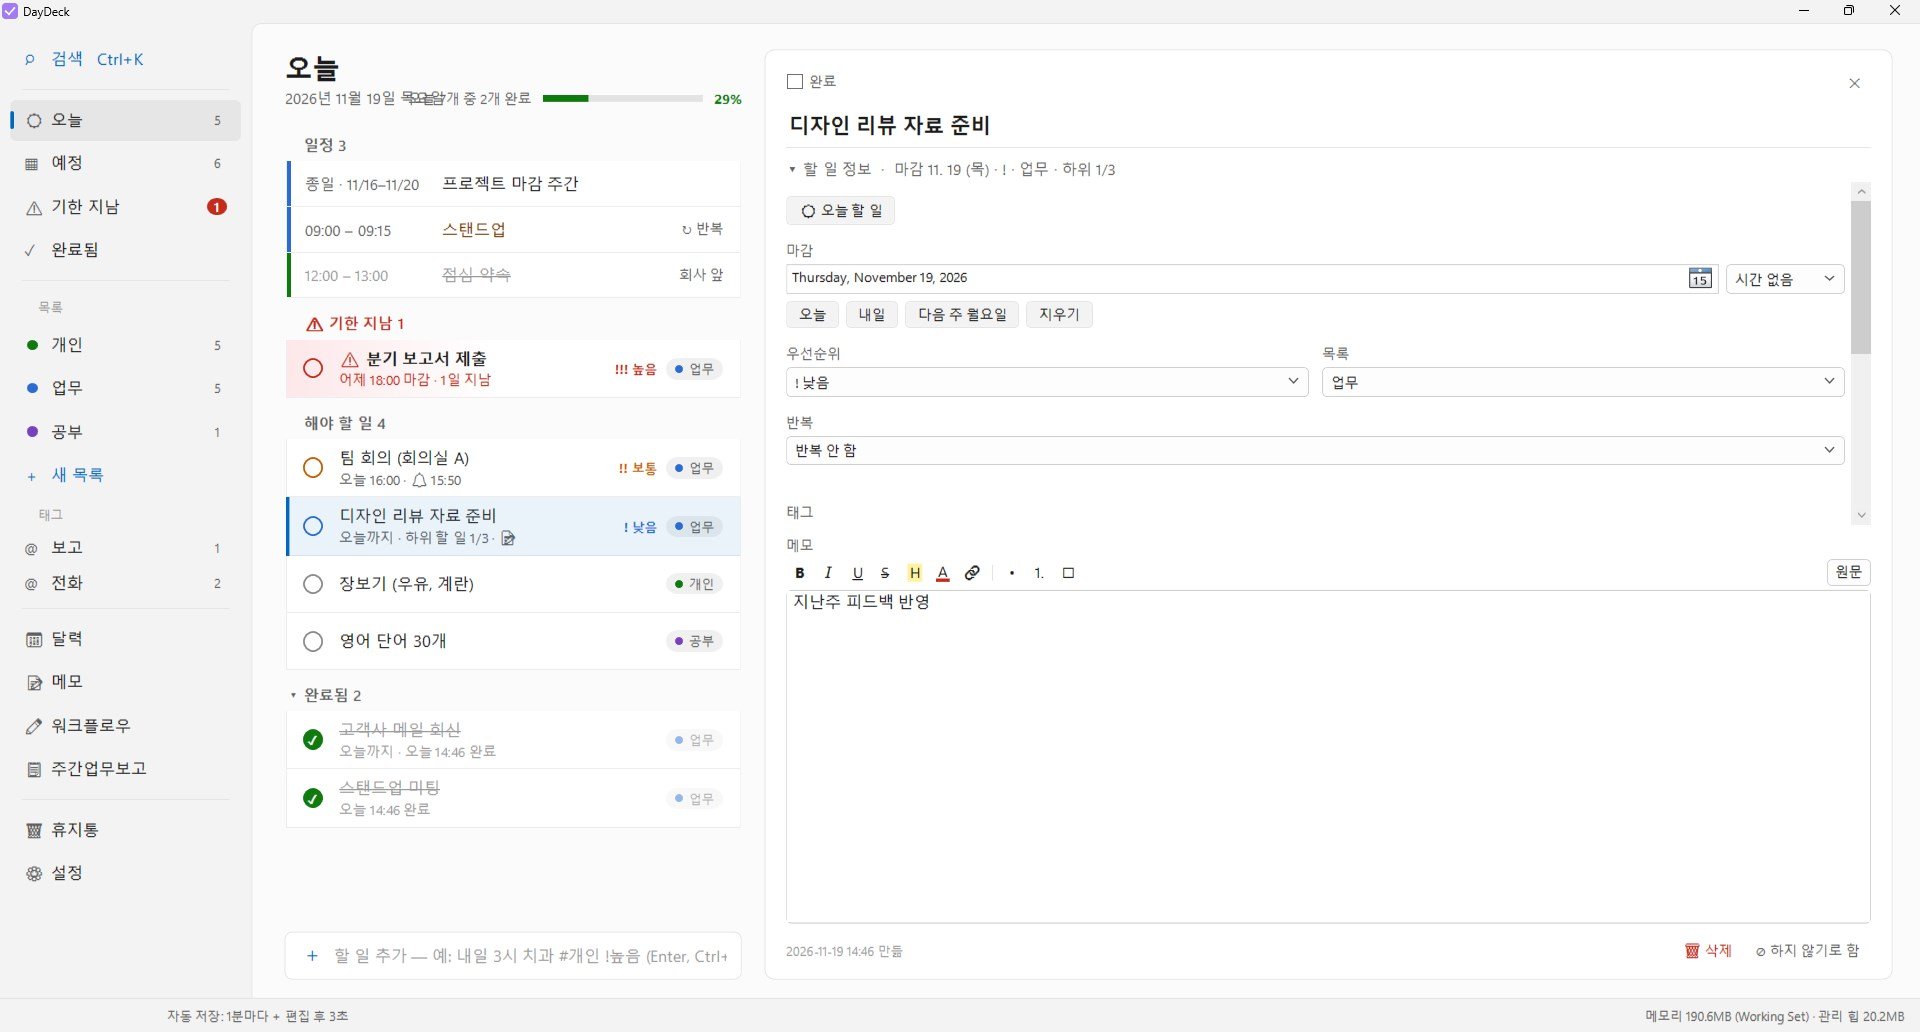 DayDeck
검색 Ctrl+K
오늘 5
예정 6
기한 지남 1
완료됨
목록
개인 5
업무 5
공부 1
+ 새 목록
태그
@ 보고 1
@ 전화 2
달력
메모
워크플로우
주간업무보고
휴지통
설정
오늘
2026년 11월 19일 목요일
7개 중 2개 완료 29%
일정 3
종일 · 11/16–11/20 프로젝트 마감 주간
09:00 – 09:15 스탠드업 ↻ 반복
12:00 – 13:00 점심 약속 회사 앞
기한 지남 1
분기 보고서 제출 !!! 높음 업무
어제 18:00 마감 · 1일 지남
해야 할 일 4
팀 회의 (회의실 A) !! 보통 업무
오늘 16:00 · 15:50
디자인 리뷰 자료 준비 ! 낮음 업무
오늘까지 · 하위 할 일 1/3 ·
장보기 (우유, 계란) 개인
영어 단어 30개 공부
완료됨 2
고객사 메일 회신 업무
오늘까지 · 오늘 14:46 완료
스탠드업 미팅 업무
오늘 14:46 완료
+ 할 일 추가 — 예: 내일 3시 치과 #개인 !높음 (Enter, Ctrl+
완료
디자인 리뷰 자료 준비
할 일 정보 · 마감 11. 19 (목) · ! · 업무 · 하위 1/3
오늘 할 일
마감
Thursday, November 19, 2026 15 시간 없음
오늘 내일 다음 주 월요일 지우기
우선순위 목록
! 낮음 업무
반복
반복 안 함
태그
메모
B I U S H A • 1. 원문
지난주 피드백 반영
2026-11-19 14:46 만듦 삭제 하지 않기로 함
자동 저장: 1분마다 + 편집 후 3초 메모리 190.6MB (Working Set) · 관리 힙 20.2MB